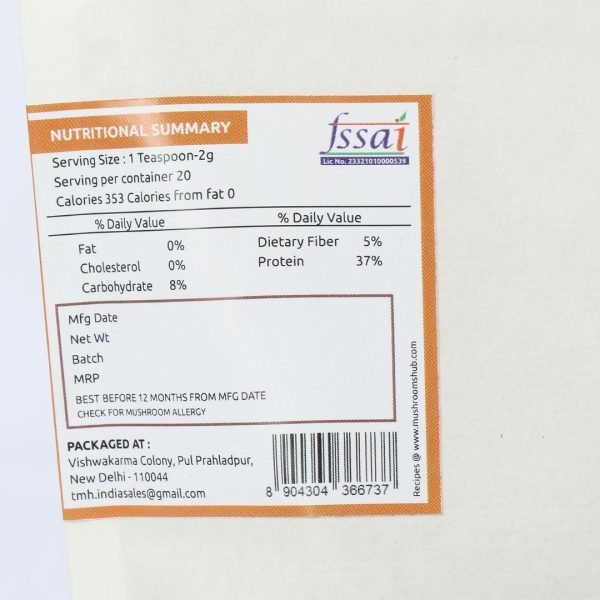 NUTRITIONAL SUMMARY
fssai
Lic No. 23321010000539
Serving Size : 1 Teaspoon-2g
Serving per container 20
Calories 353 Calories from fat 0
% Daily Value
% Daily Value
Fat 0%
Dietary Fiber 5%
Cholesterol 0%
Protein 37%
Carbohydrate 8%
Mfg Date
Net Wt
Batch
MRP
BEST BEFORE 12 MONTHS FROM MFG DATE
CHECK FOR MUSHROOM ALLERGY
PACKAGED AT :
Vishwakarma Colony, Pul Prahladpur,
New Delhi - 110044
tmh.indiasales@gmail.com
8 904304 366737
Recipes @ www.mushroomshub.com